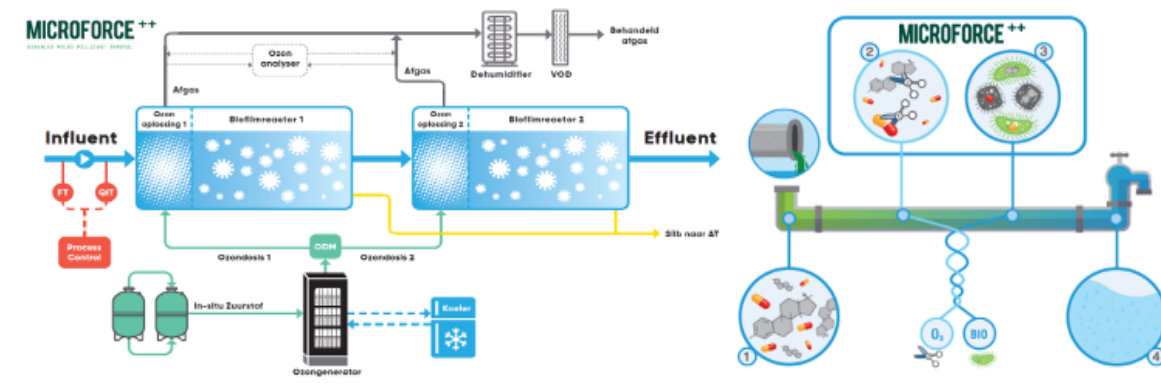 MICROFORCE ++
ADVANCED MICRO POLLUTANT REMOVAL
Ozon
analyser
Afgas
Afgas
Dehumidifier
VOD
Behandeld
afgas
Influent
Ozon
oplossing 1
Biofilmreactor 1
Ozon
oplossing 2
Biofilmreactor 2
Effluent
FT
QIT
Process
Control
Ozondosis 1
ODM
Ozondosis 2
Slib naar AT
In-situ Zuurstof
Koeler
Ozongenerator
MICROFORCE ++
2
3
1
O3
BIO
4